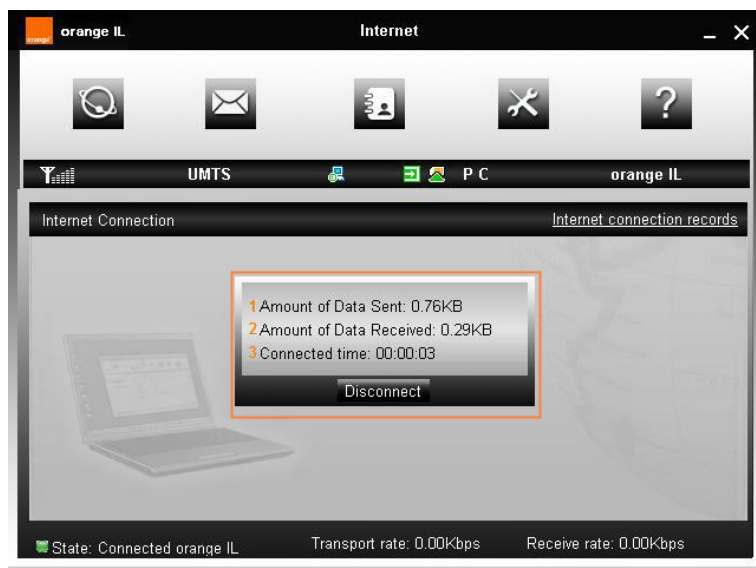 orange IL
Internet
UMTS
P C
orange IL
Internet Connection
Internet connection records
1 Amount of Data Sent: 0.76KB
2 Amount of Data Received: 0.29KB
3 Connected time: 00:00:03
Disconnect
State: Connected orange IL
Transport rate: 0.00Kbps
Receive rate: 0.00Kbps